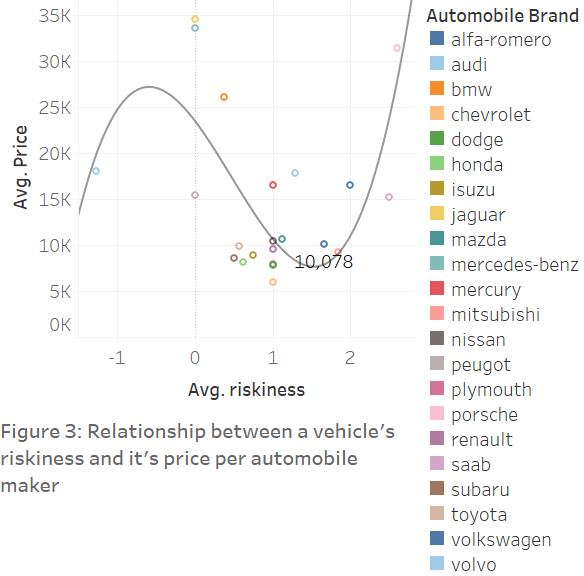 35K
30K
25K
20K
15K
10K
5K
0K
Avg. Price
10,078
-1 0 1 2
Avg. riskiness
Figure 3: Relationship between a vehicle's
riskiness and it's price per automobile
maker
Automobile Brand
alfa-romero
audi
bmw
chevrolet
dodge
honda
isuzu
jaguar
mazda
mercedes-benz
mercury
mitsubishi
nissan
peugot
plymouth
porsche
renault
saab
subaru
toyota
volkswagen
volvo